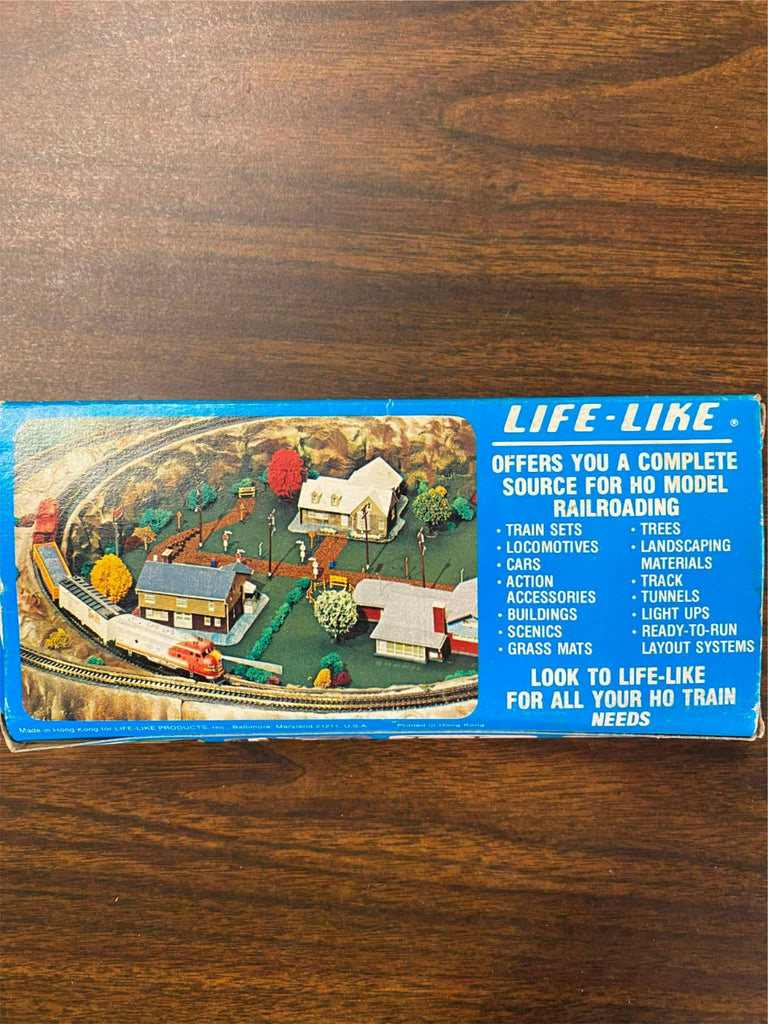 LIFE-LIKE ®
OFFERS YOU A COMPLETE
SOURCE FOR HO MODEL
RAILROADING
• TRAIN SETS
• LOCOMOTIVES
• CARS
• ACTION
ACCESSORIES
• BUILDINGS
• SCENICS
• GRASS MATS
• TREES
• LANDSCAPING
MATERIALS
• TRACK
• TUNNELS
• LIGHT UPS
• READY-TO-RUN
LAYOUT SYSTEMS
LOOK TO LIFE-LIKE
FOR ALL YOUR HO TRAIN
NEEDS
Made in Hong Kong for LIFE-LIKE PRODUCTS, Inc., Baltimore, Maryland 21211, U.S.A. Printed in Hong Kong